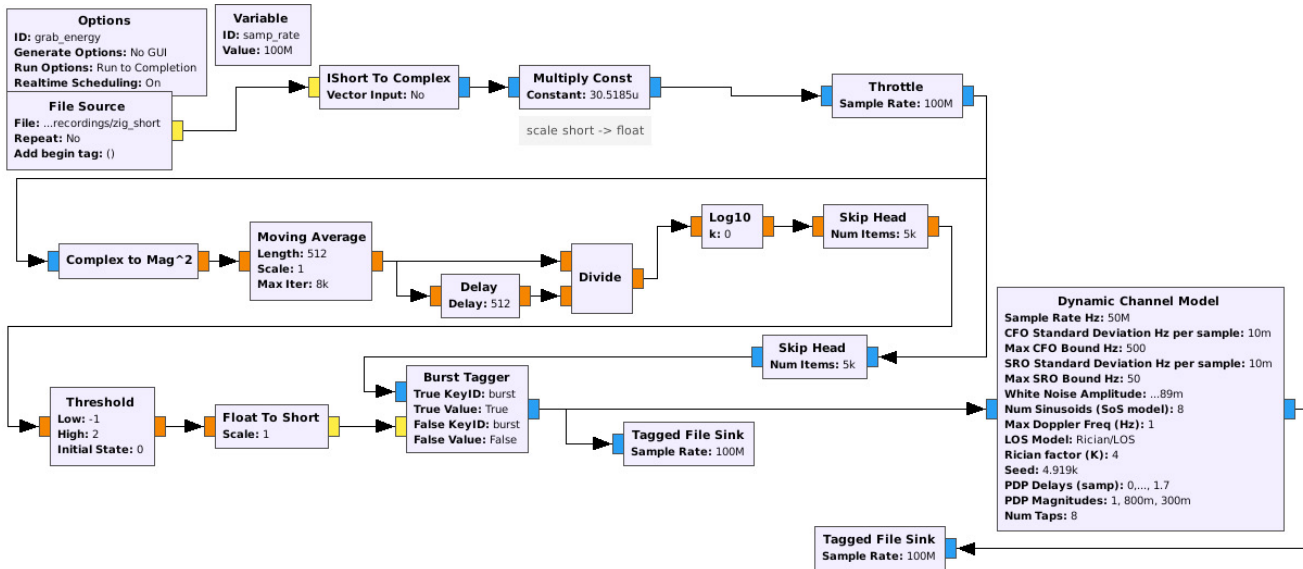 Options
ID: grab_energy
Generate Options: No GUI
Run Options: Run to Completion
Realtime Scheduling: On
Variable
ID: samp_rate
Value: 100M
File Source
File: ...recordings/zig_short
Repeat: No
Add begin tag: ()
IShort To Complex
Vector Input: No
Multiply Const
Constant: 30.5185u
scale short -> float
Throttle
Sample Rate: 100M
Complex to Mag^2
Moving Average
Length: 512
Scale: 1
Max Iter: 8k
Delay
Delay: 512
Divide
Log10
k: 0
Skip Head
Num Items: 5k
Skip Head
Num Items: 5k
Threshold
Low: -1
High: 2
Initial State: 0
Float To Short
Scale: 1
Burst Tagger
True KeyID: burst
True Value: True
False KeyID: burst
False Value: False
Tagged File Sink
Sample Rate: 100M
Dynamic Channel Model
Sample Rate Hz: 50M
CFO Standard Deviation Hz per sample: 10m
Max CFO Bound Hz: 500
SRO Standard Deviation Hz per sample: 10m
Max SRO Bound Hz: 50
White Noise Amplitude: ...89m
Num Sinusoids (SoS model): 8
Max Doppler Freq (Hz): 1
LOS Model: Rician/LOS
Rician factor (K): 4
Seed: 4.919k
PDP Delays (samp): 0,..., 1.7
PDP Magnitudes: 1, 800m, 300m
Num Taps: 8
Tagged File Sink
Sample Rate: 100M